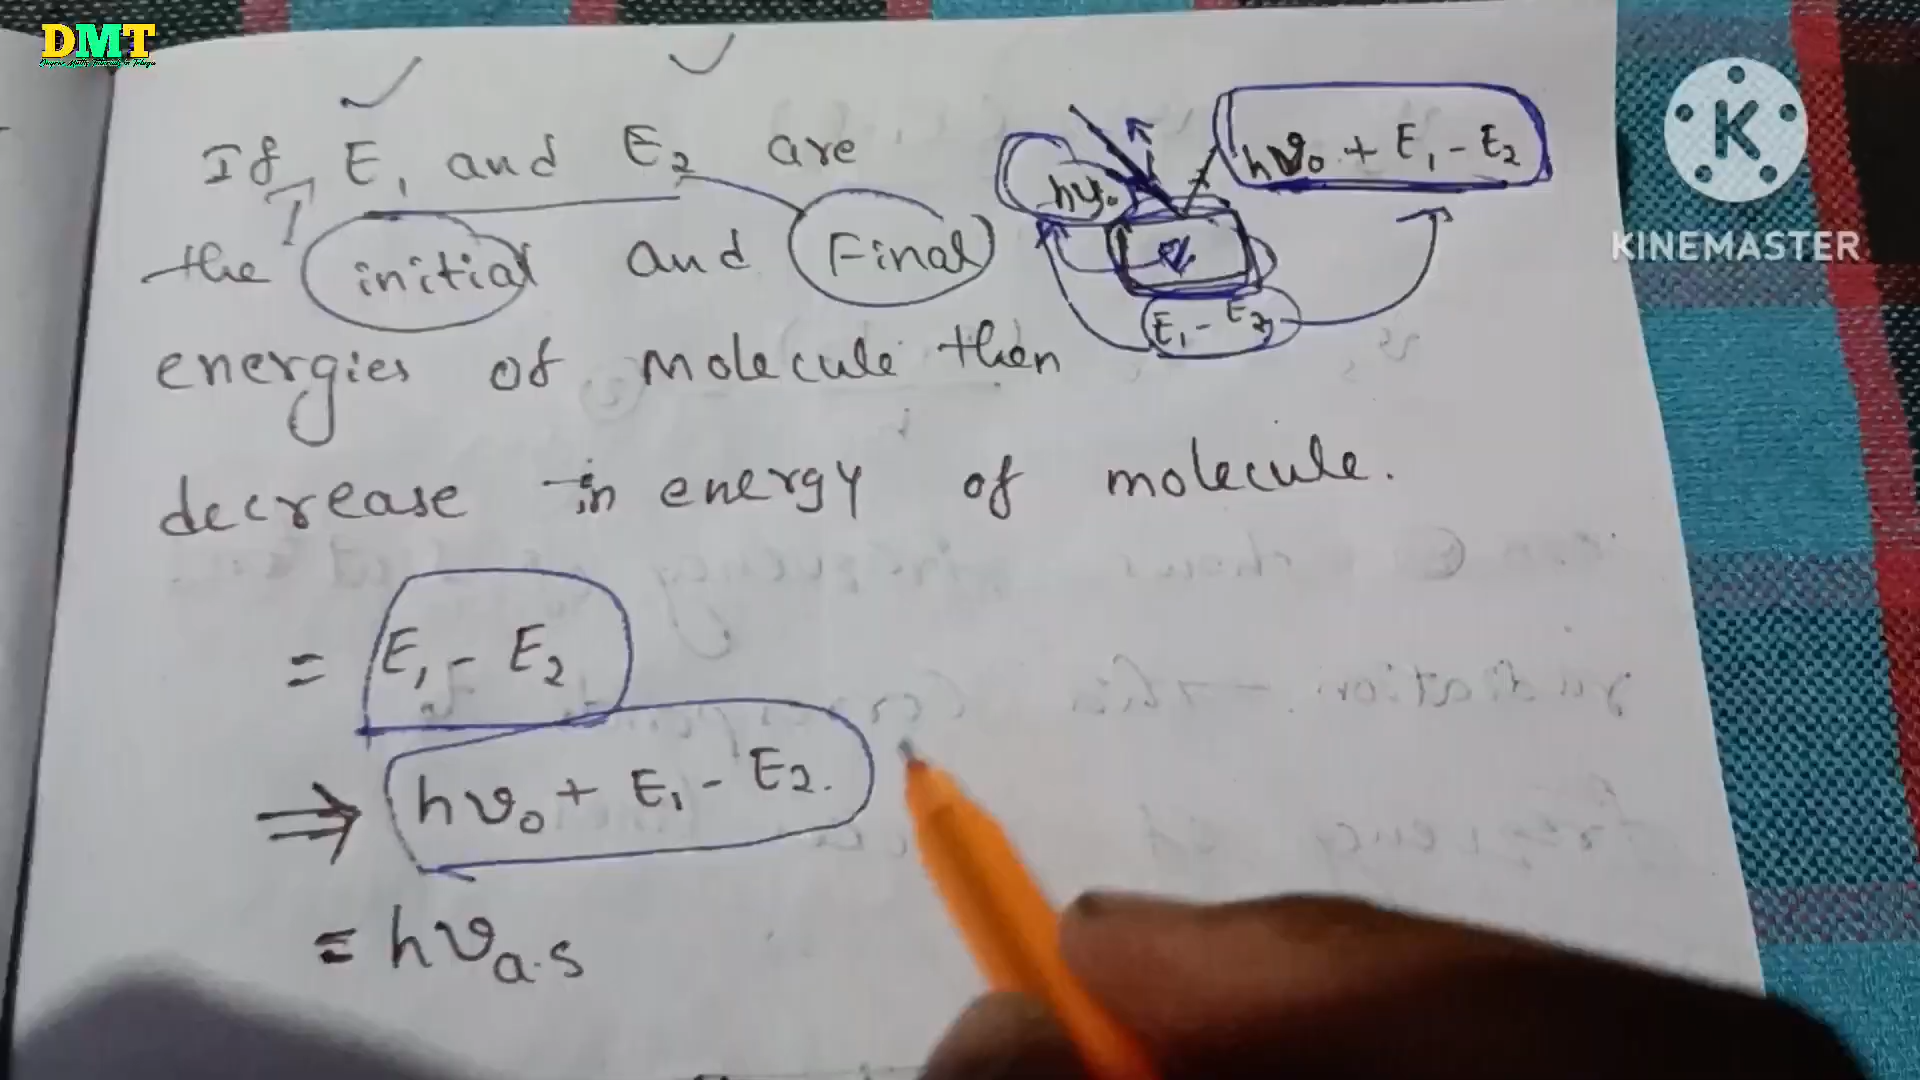 DMT
KINEMASTER
If E₁ and E₂ are
the initial and Final
energies of molecule then
decrease in energy of molecule.
= E₁ - E₂
⇒ hν₀ + E₁ - E₂.
= hν a.s
hν₀
hν₀ + E₁ - E₂
E₁ - E₂